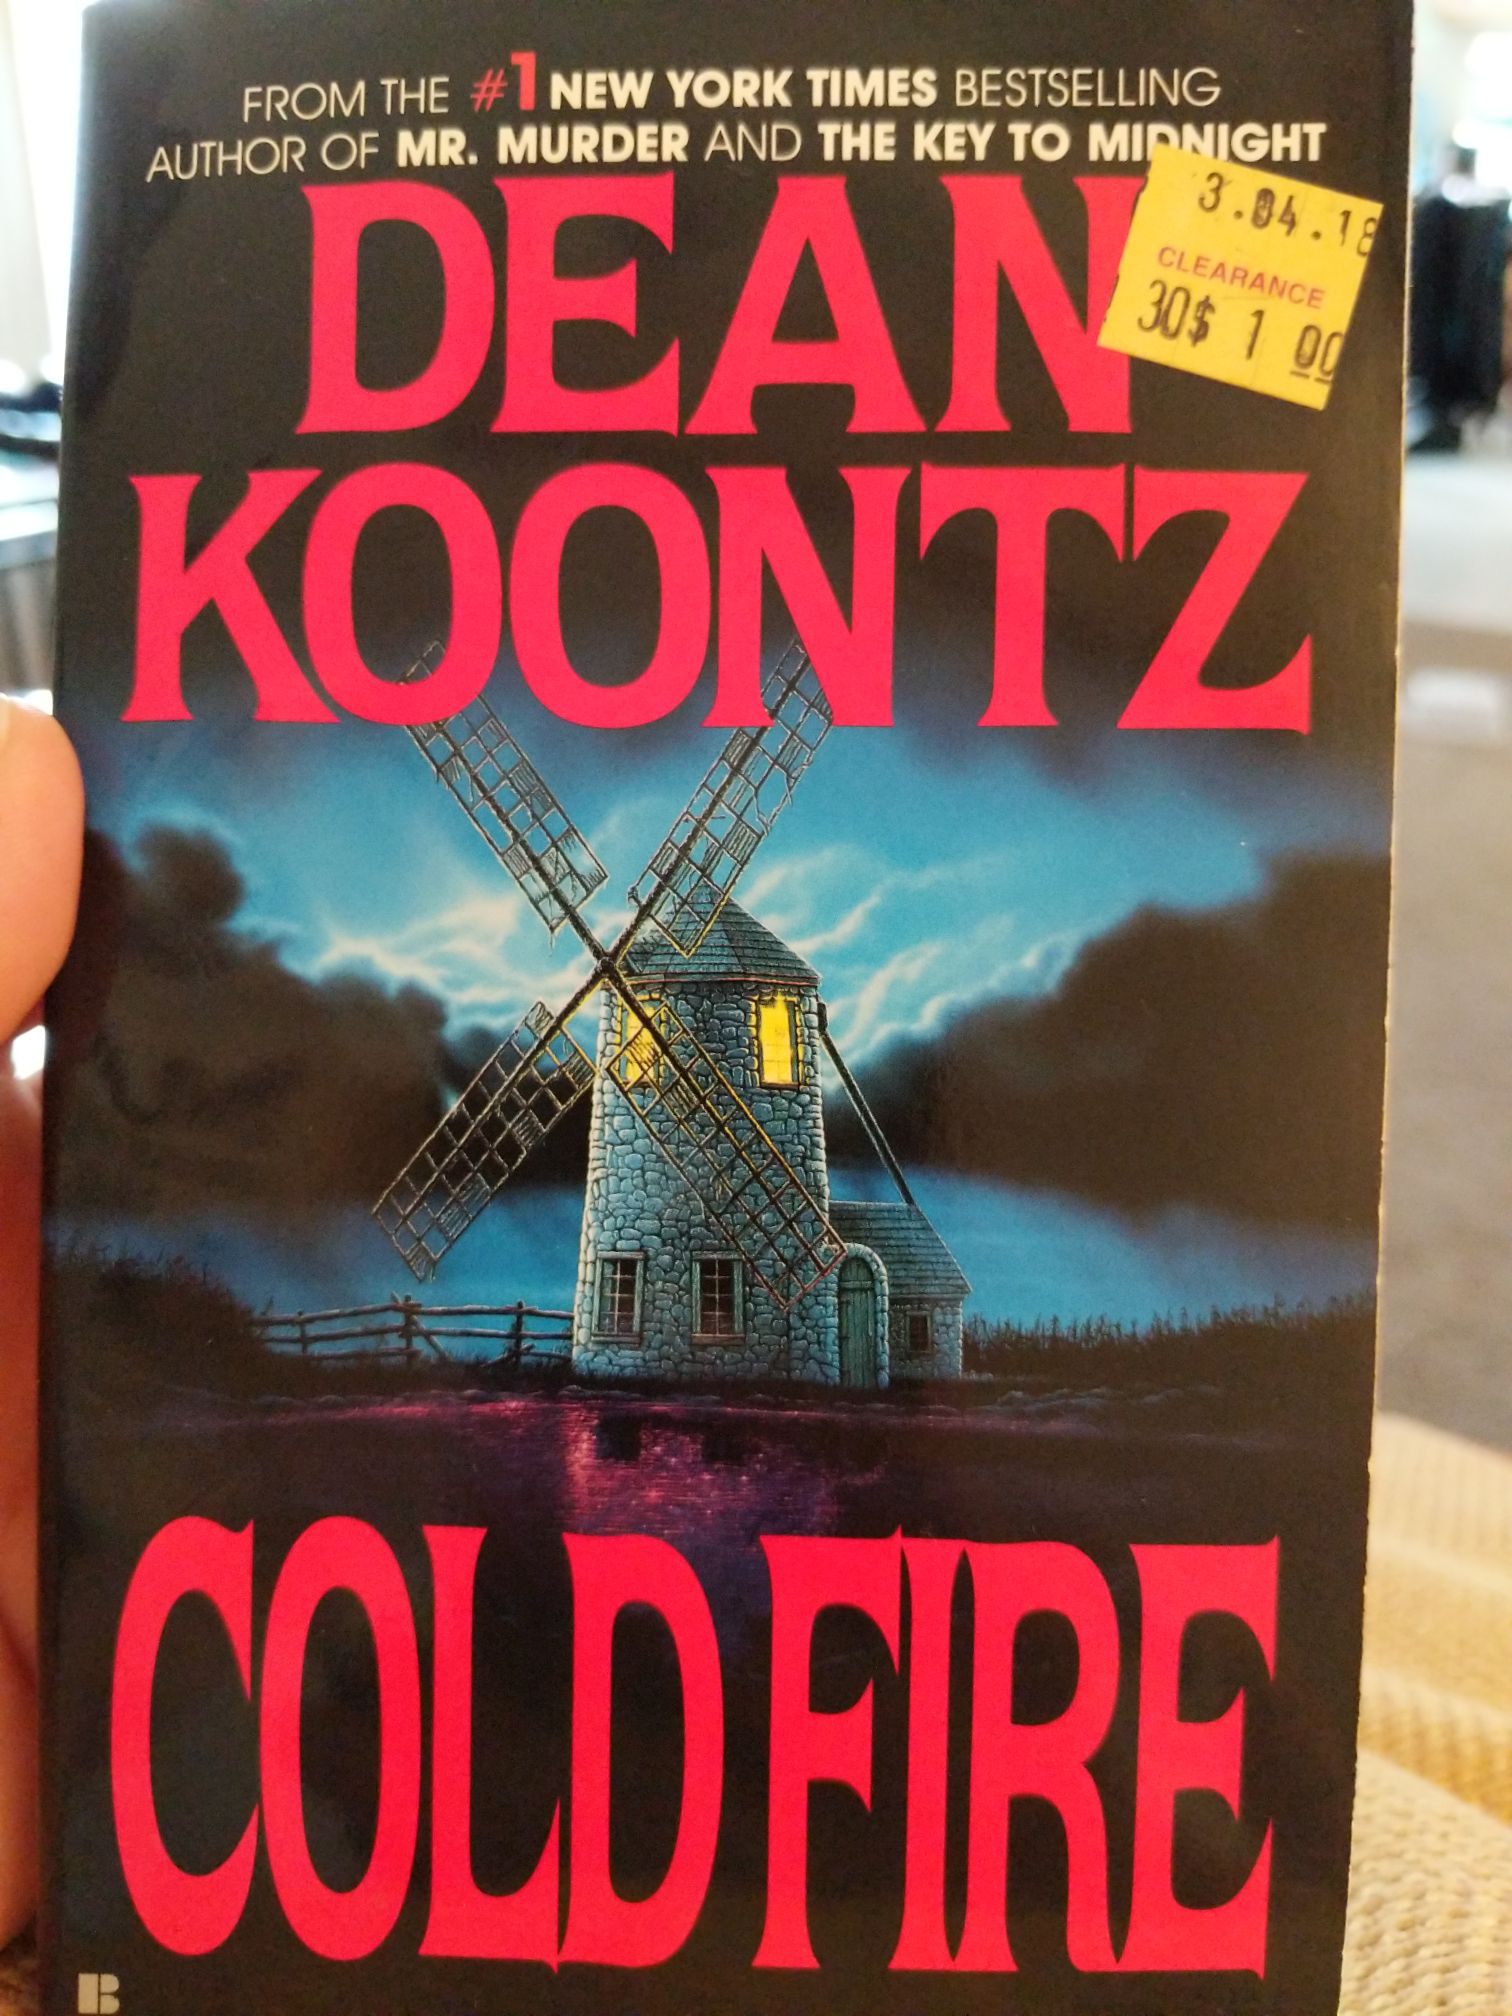 FROM THE #1 NEW YORK TIMES BESTSELLING
AUTHOR OF MR. MURDER AND THE KEY TO MIDNIGHT
3.04.18
CLEARANCE
30$ 1 00
DEAN
KOONTZ
COLD FIRE
B